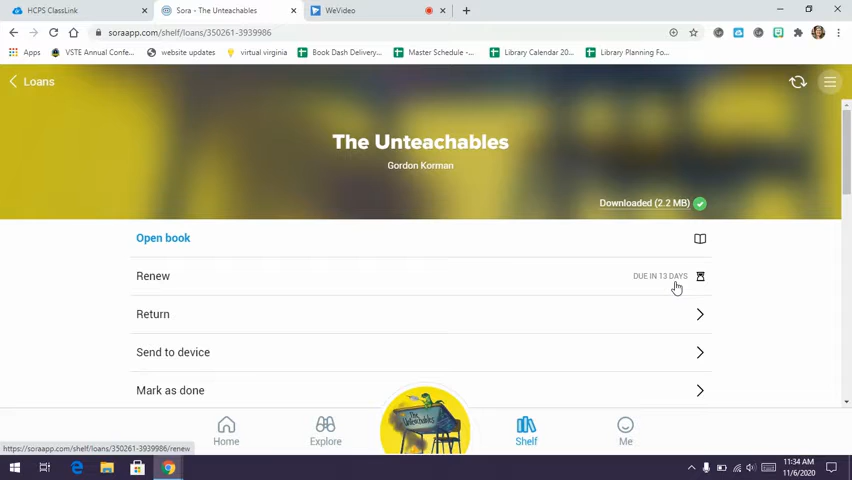 HCPS ClassLink
Sora - The Unteachables
WeVideo
soraapp.com/shelf/loans/350261-3939986
Apps
VSTE Annual Confe...
website updates
virtual virginia
Book Dash Delivery...
Master Schedule -...
Library Calendar 20...
Library Planning Fo...
Loans
The Unteachables
Gordon Korman
Downloaded (2.2 MB)
Open book
Renew
DUE IN 13 DAYS
Return
Send to device
Mark as done
The Unteachables
Home
Explore
Shelf
Me
https://soraapp.com/shelf/loans/350261-3939986/renew
11:34 AM
11/6/2020